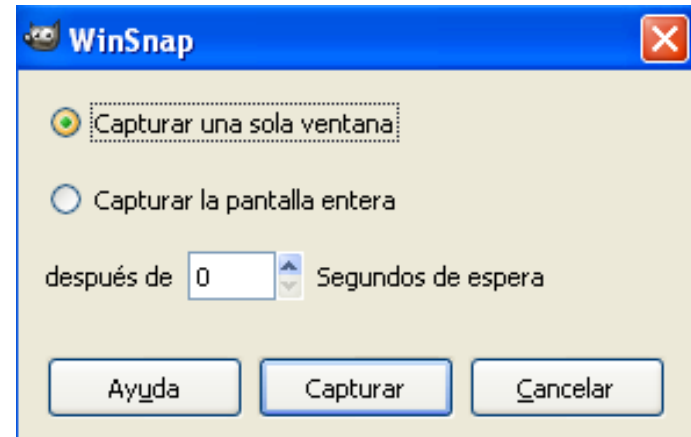 WinSnap
Capturar una sola ventana
Capturar la pantalla entera
después de 0 Segundos de espera
Ayuda Capturar Cancelar